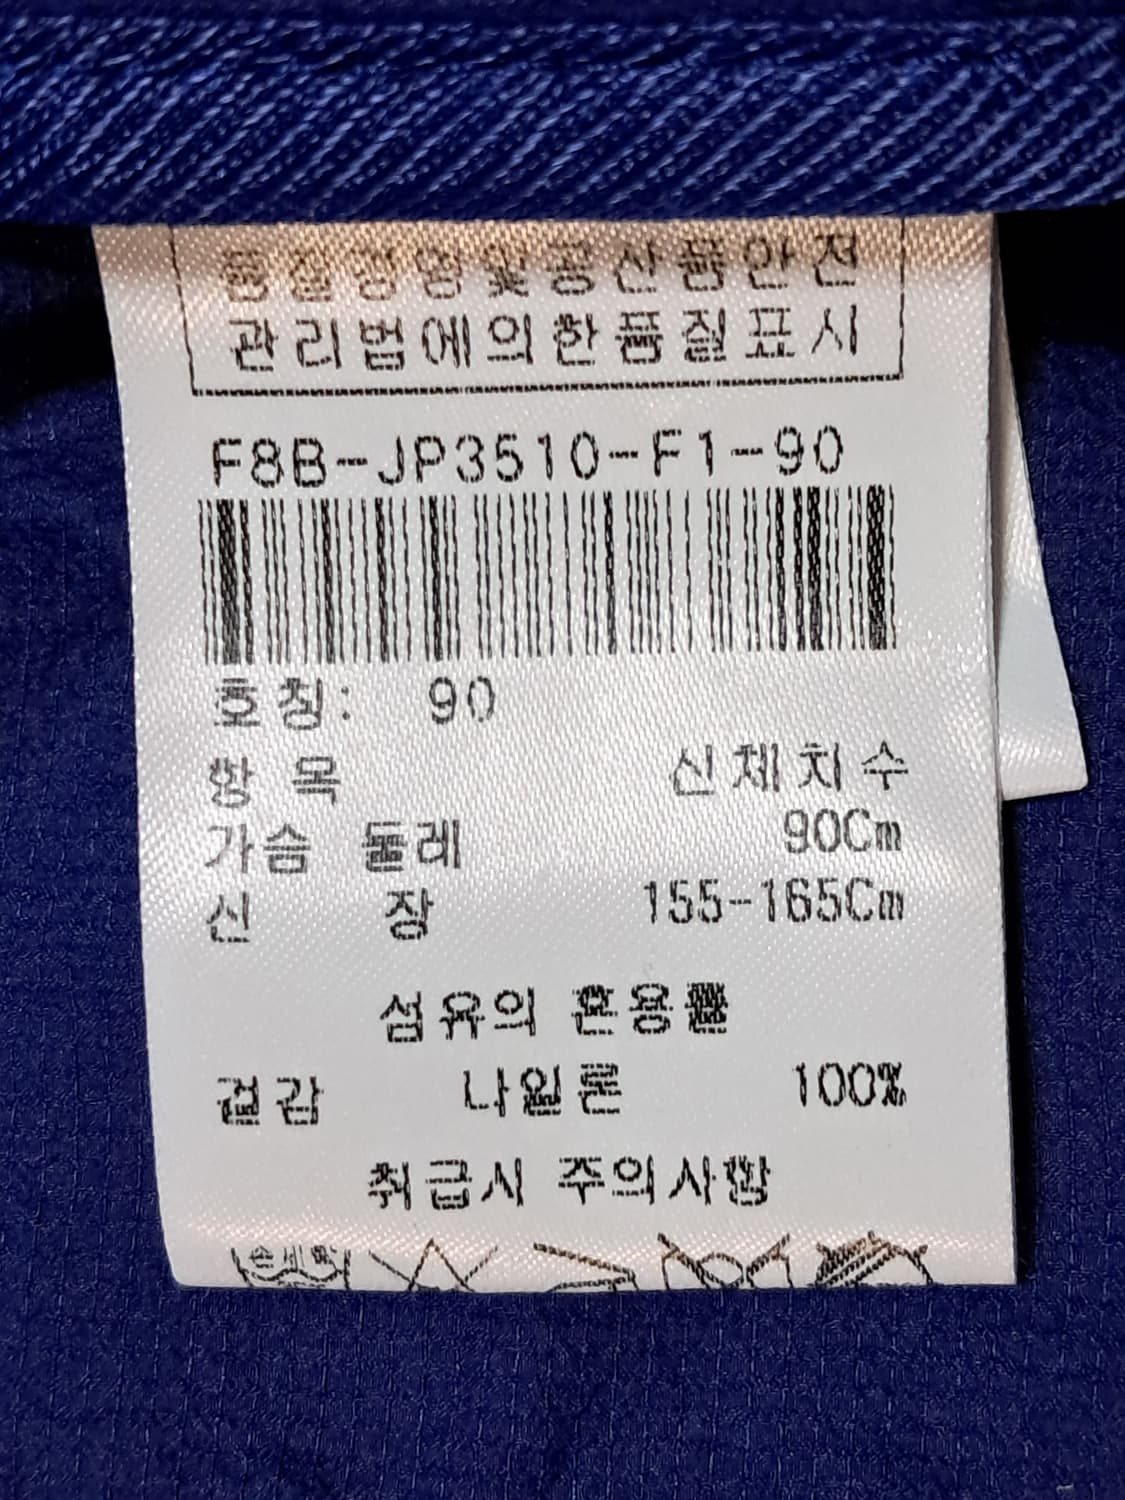 품질경영및공산품안전
관리법에의한품질표시
F8B-JP3510-F1-90
호칭: 90
항 목 신체치수
가슴 둘레 90Cm
신 장 155-165Cm
섬유의 혼용률
겉감 나일론 100%
취급시 주의사항
손세탁